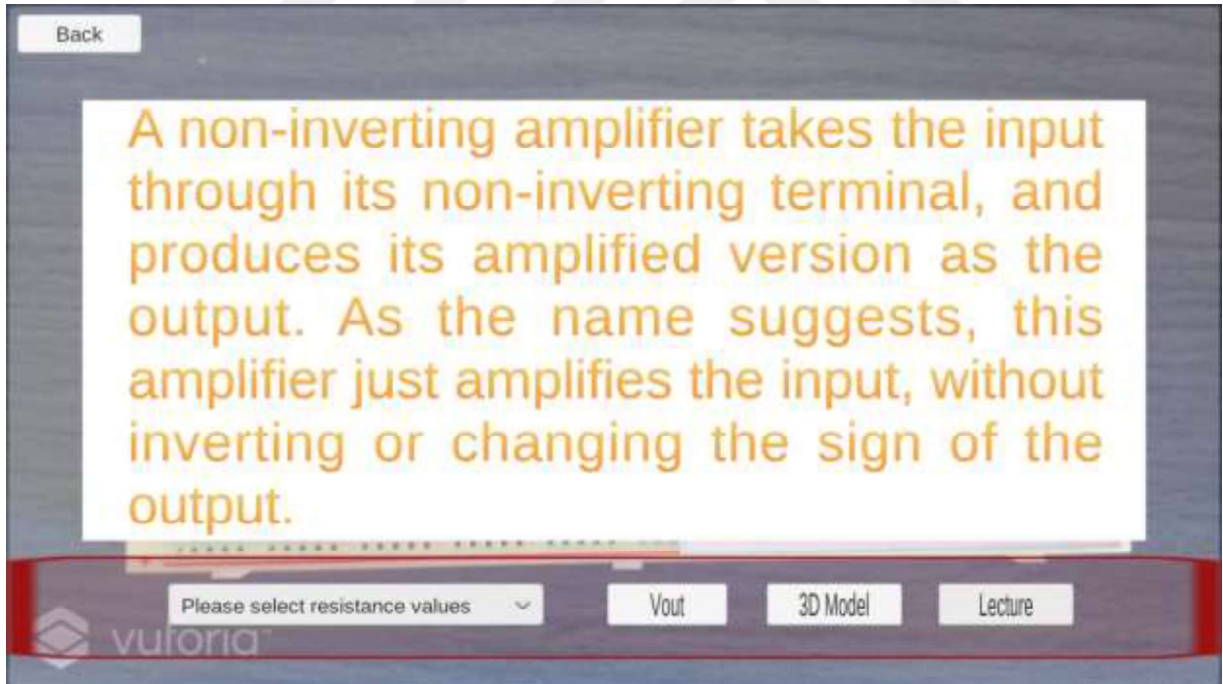 Back
A non-inverting amplifier takes the input
through its non-inverting terminal, and
produces its amplified version as the
output. As the name suggests, this
amplifier just amplifies the input, without
inverting or changing the sign of the
output.
Please select resistance values
Vout
3D Model
Lecture
vuforia™